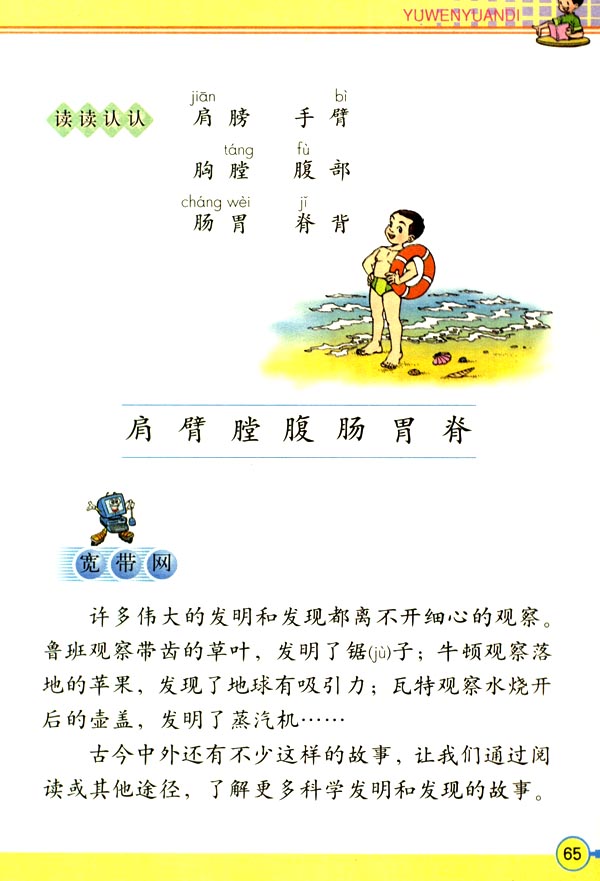 YUWENYUANDI
读读认认
jiān bì
肩膀 手臂
táng fù
胸膛 腹部
cháng wèi jǐ
肠胃 脊背
肩 臂 膛 腹 肠 胃 脊
宽带网
许多伟大的发明和发现都离不开细心的观察。
鲁班观察带齿的草叶，发明了锯(jù)子；牛顿观察落
地的苹果，发现了地球有吸引力；瓦特观察水烧开
后的壶盖，发明了蒸汽机……
古今中外还有不少这样的故事，让我们通过阅
读或其他途径，了解更多科学发明和发现的故事。
65